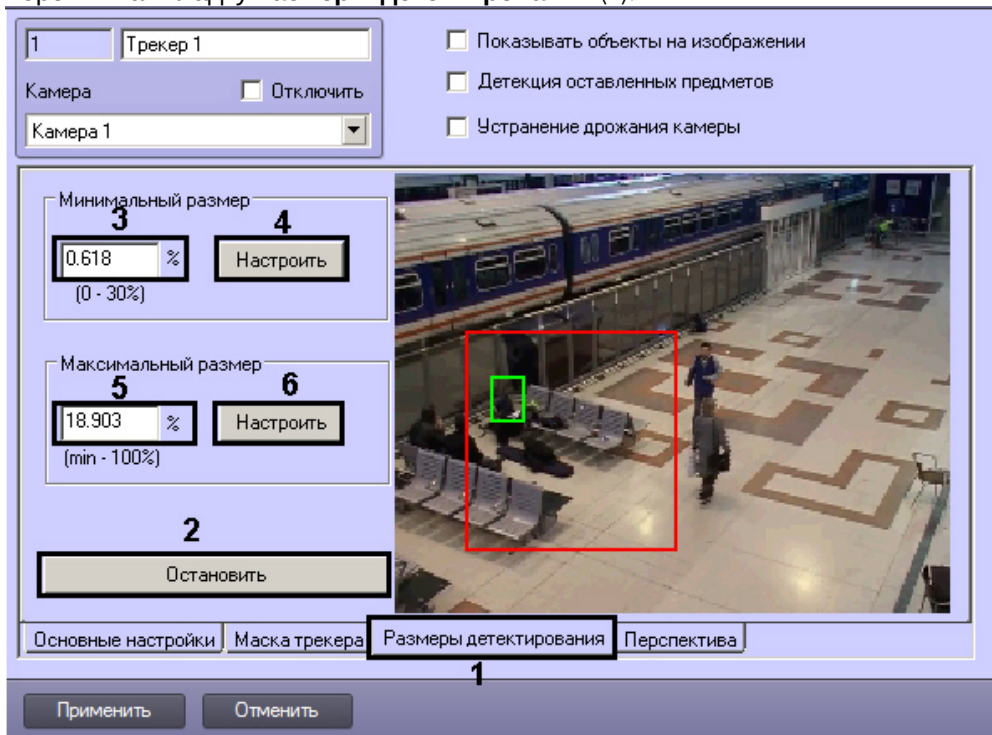 1 Трекер 1
Показывать объекты на изображении
Камера Отключить
Детекция оставленных предметов
Камера 1
Устранение дрожания камеры
Минимальный размер
3 4
0.618 % Настроить
(0 - 30%)
Максимальный размер
5 6
18.903 % Настроить
(min - 100%)
2
Остановить
Основные настройки Маска трекера Размеры детектирования Перспектива
1
Применить Отменить